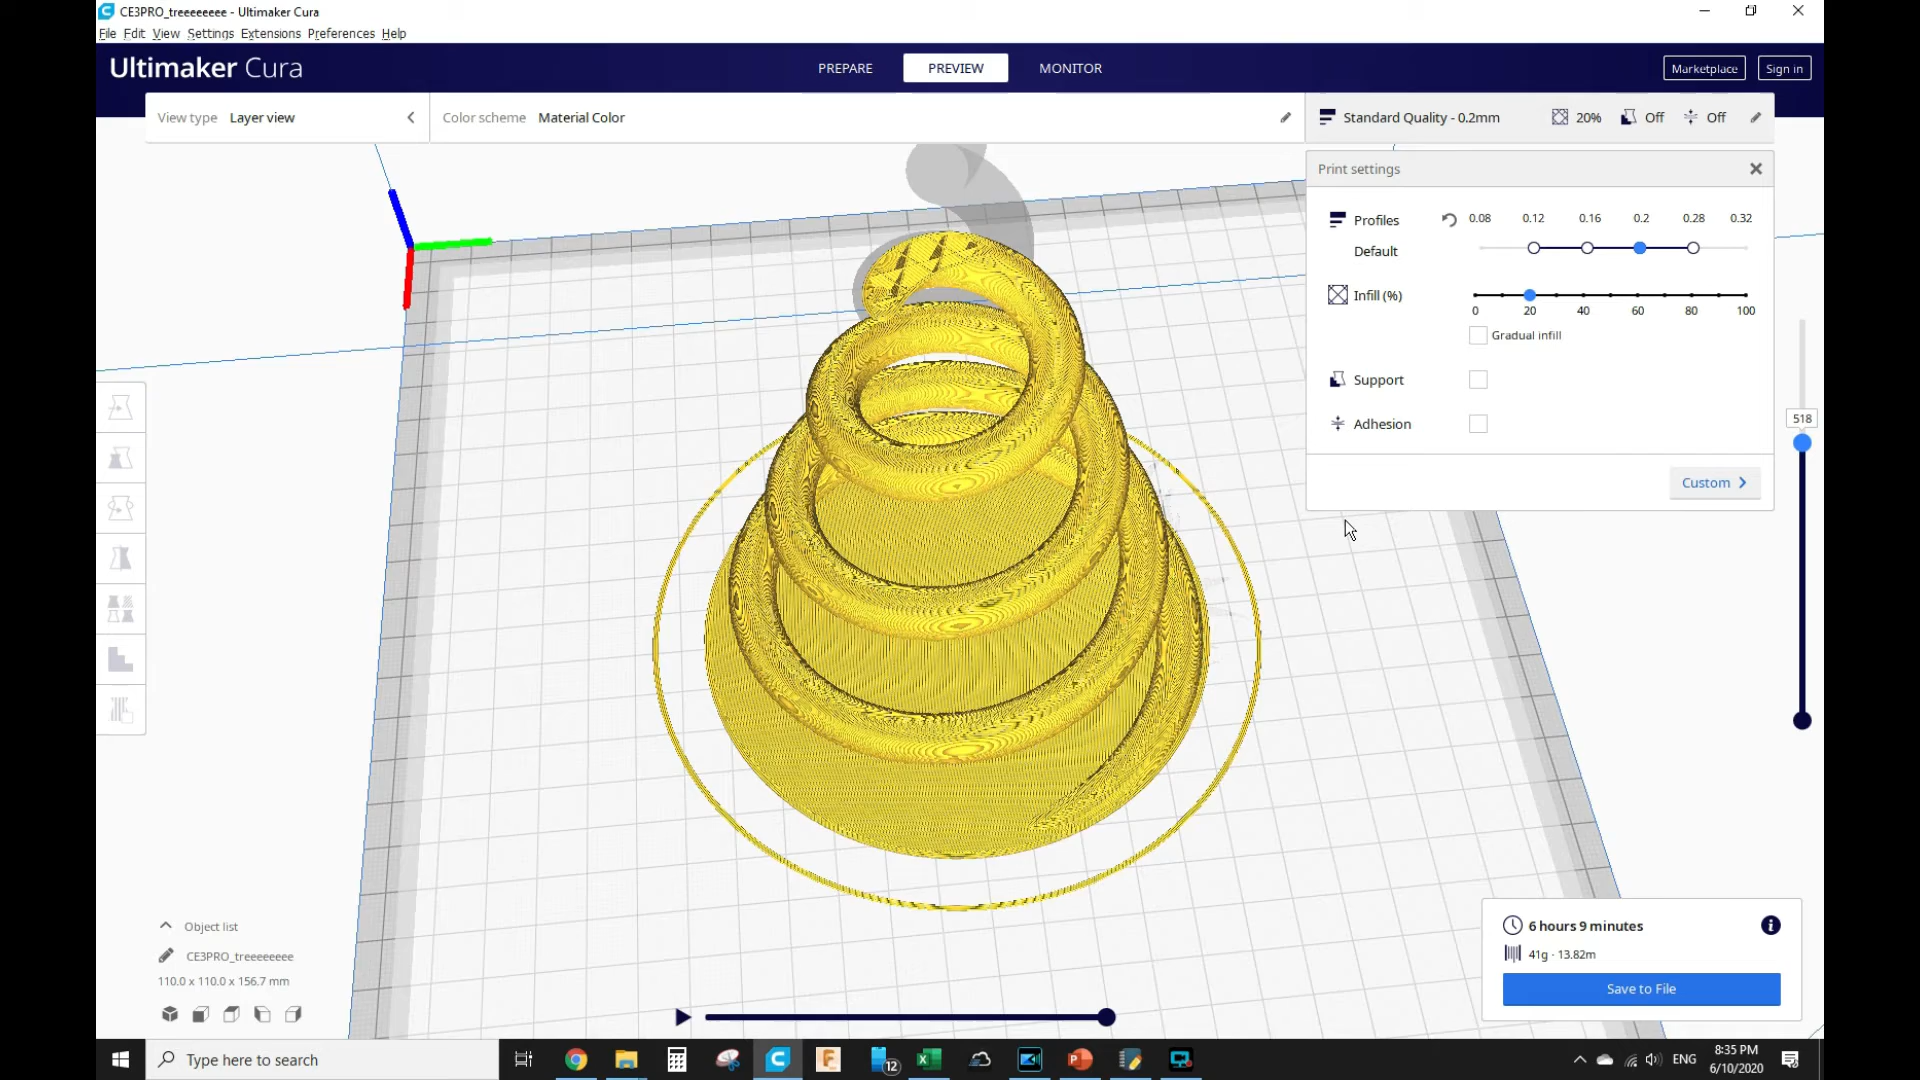 CE3PRO_treeeeeeee - Ultimaker Cura
File Edit View Settings Extensions Preferences Help
Ultimaker Cura
PREPARE PREVIEW MONITOR
Marketplace Sign in
View type Layer view
Color scheme Material Color
Standard Quality - 0.2mm 20% Off Off
Print settings
Profiles 0.08 0.12 0.16 0.2 0.28 0.32
Default
Infill (%)
0 20 40 60 80 100
Gradual infill
Support
Adhesion
Custom
518
Object list
CE3PRO_treeeeeeee
110.0 x 110.0 x 156.7 mm
6 hours 9 minutes
41g · 13.82m
Save to File
Type here to search
12
ENG
8:35 PM
6/10/2020